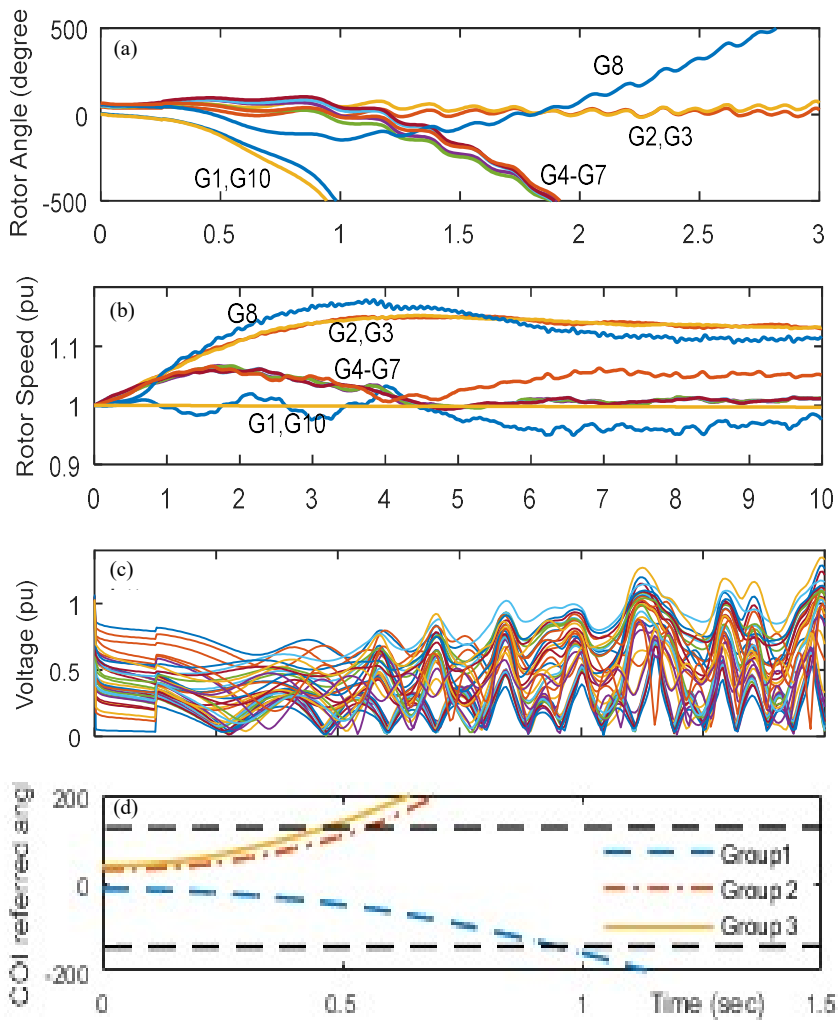 (a)
500
0
-500
Rotor Angle (degree
G8
G2,G3
G1,G10
G4-G7
0 0.5 1 1.5 2 2.5 3
(b)
1.1
1
0.9
Rotor Speed (pu)
G8
G2,G3
G4-G7
G1,G10
0 1 2 3 4 5 6 7 8 9 10
(c)
1
0.5
0
Voltage (pu)
(d)
200
0
-200
COI referred angl
Group1
Group 2
Group 3
0 0.5 1 Time (sec) 1.5